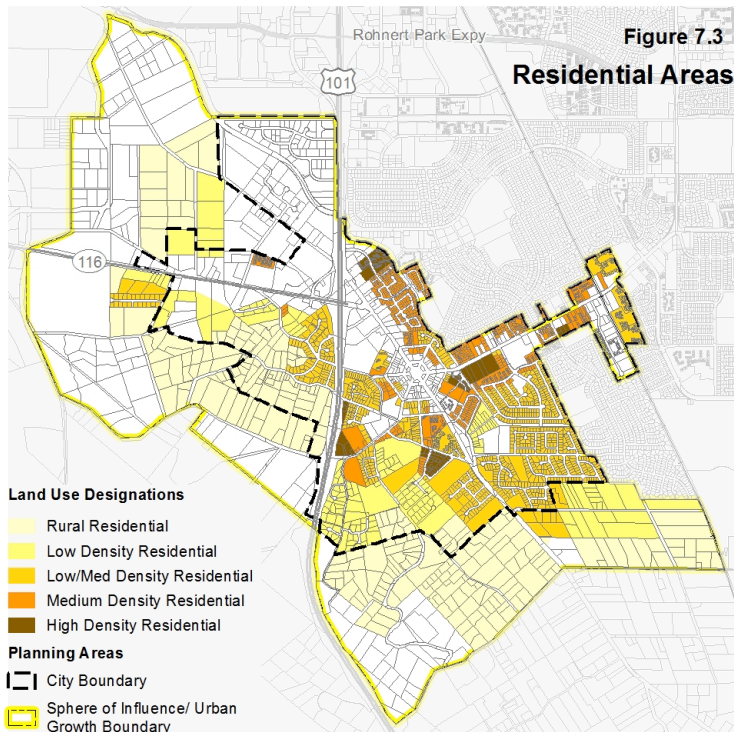 Rohnert Park Expy
Figure 7.3
Residential Areas
101
116
Land Use Designations
Rural Residential
Low Density Residential
Low/Med Density Residential
Medium Density Residential
High Density Residential
Planning Areas
City Boundary
Sphere of Influence/ Urban
Growth Boundary